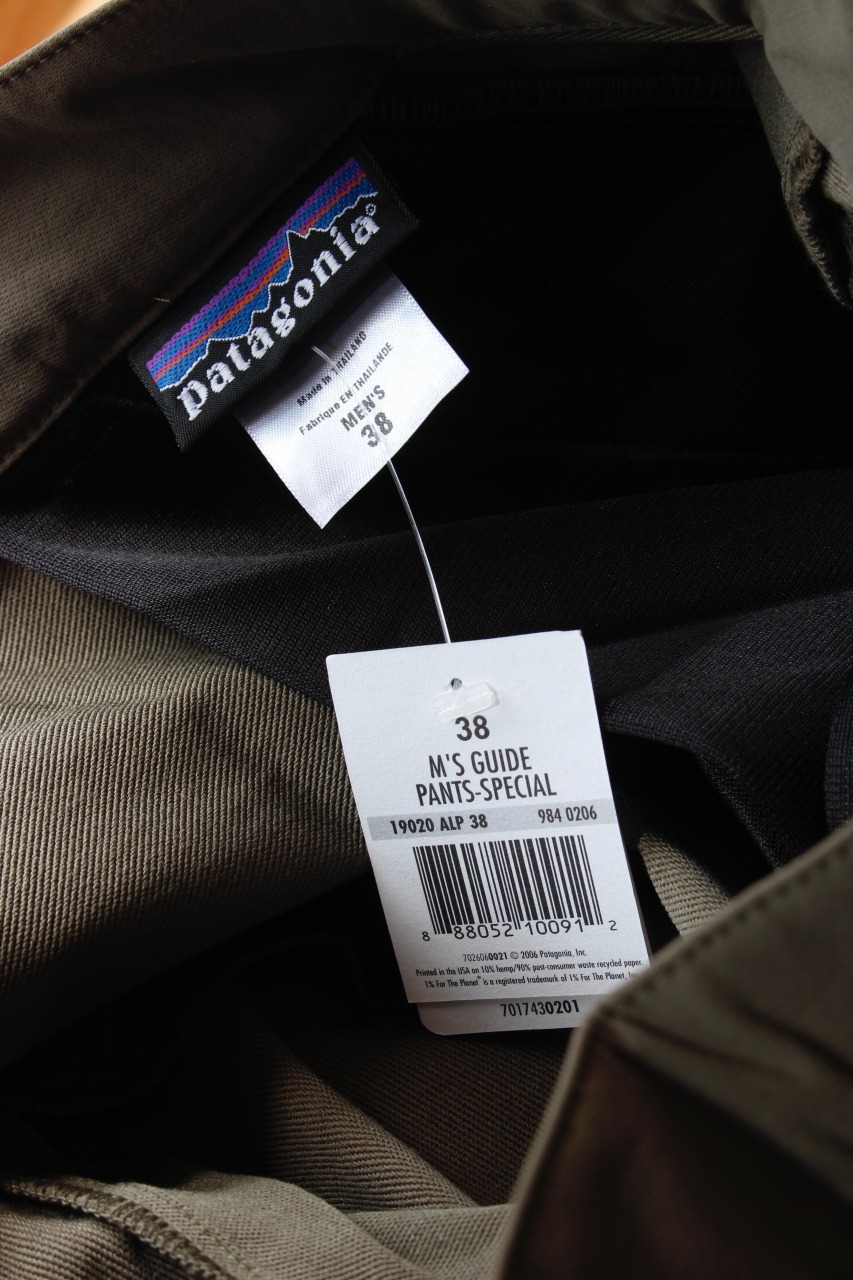 patagonia®
Made in THAILAND
Fabrique EN THAILANDE
MEN'S
38
38
M'S GUIDE
PANTS-SPECIAL
19020 ALP 38 984 0206
8 88052 10091 2
7026060021 © 2006 Patagonia, Inc.
Printed in the USA on 10% hemp/90% post-consumer waste recycled paper.
1% For The Planet® is a registered trademark of 1% For The Planet,
7017430201